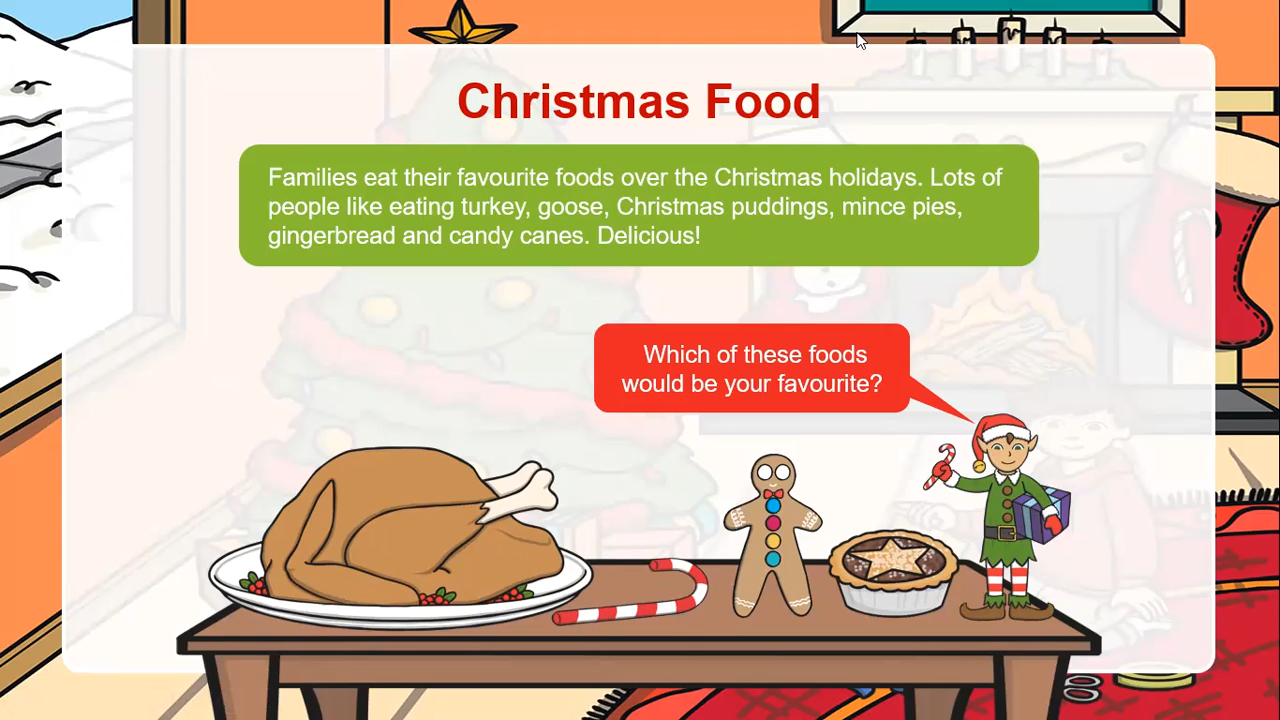 Christmas Food
Families eat their favourite foods over the Christmas holidays. Lots of
people like eating turkey, goose, Christmas puddings, mince pies,
gingerbread and candy canes. Delicious!
Which of these foods
would be your favourite?